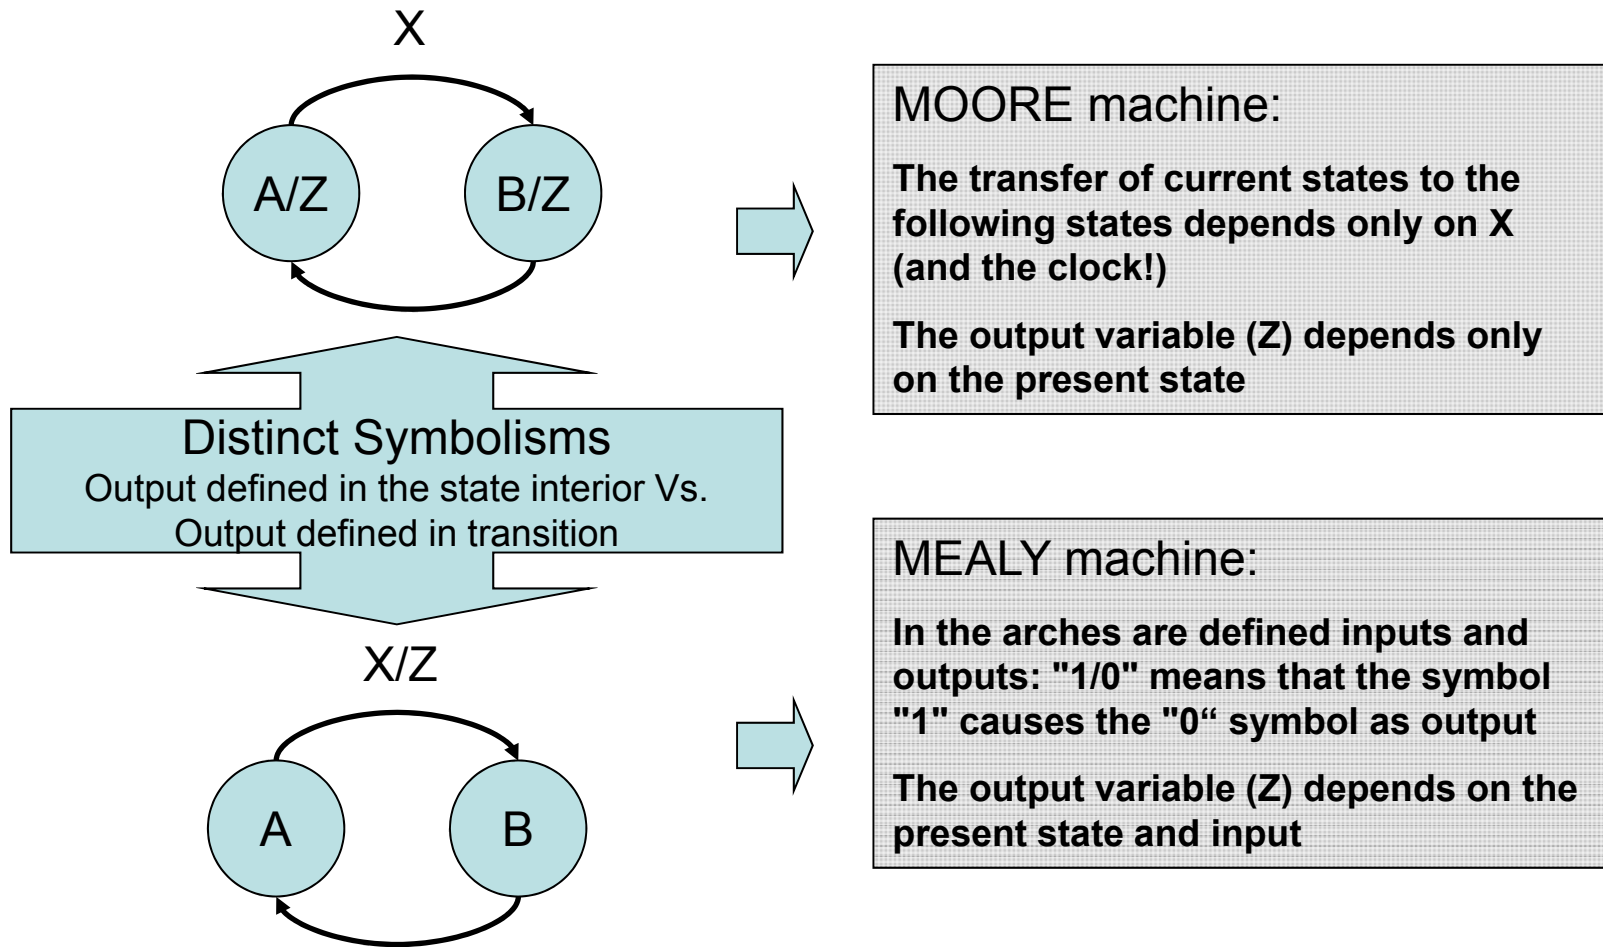 X
A/Z
B/Z
MOORE machine:
The transfer of current states to the
following states depends only on X
(and the clock!)
The output variable (Z) depends only
on the present state
Distinct Symbolisms
Output defined in the state interior Vs.
Output defined in transition
X/Z
A
B
MEALY machine:
In the arches are defined inputs and
outputs: "1/0" means that the symbol
"1" causes the "0“ symbol as output
The output variable (Z) depends on the
present state and input